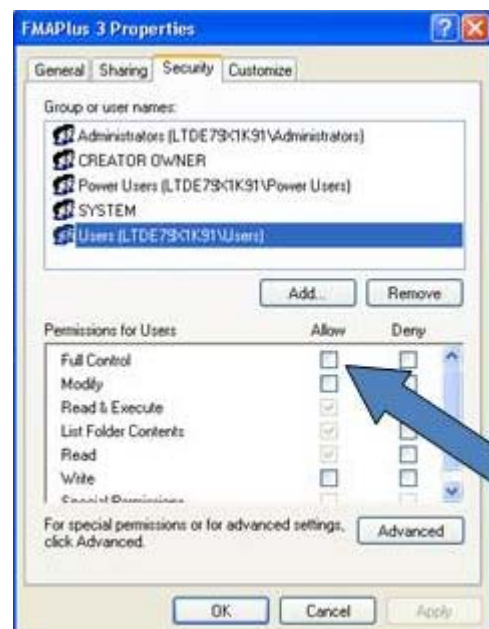 FMAPlus 3 Properties
General Sharing Security Customize
Group or user names:
Administrators (LTDE79X1K91\Administrators)
CREATOR OWNER
Power Users (LTDE79X1K91\Power Users)
SYSTEM
Users (LTDE79X1K91\Users)
Add... Remove
Permissions for Users Allow Deny
Full Control
Modify
Read & Execute
List Folder Contents
Read
Write
Special Permissions
For special permissions or for advanced settings, click Advanced.
Advanced
OK Cancel Apply